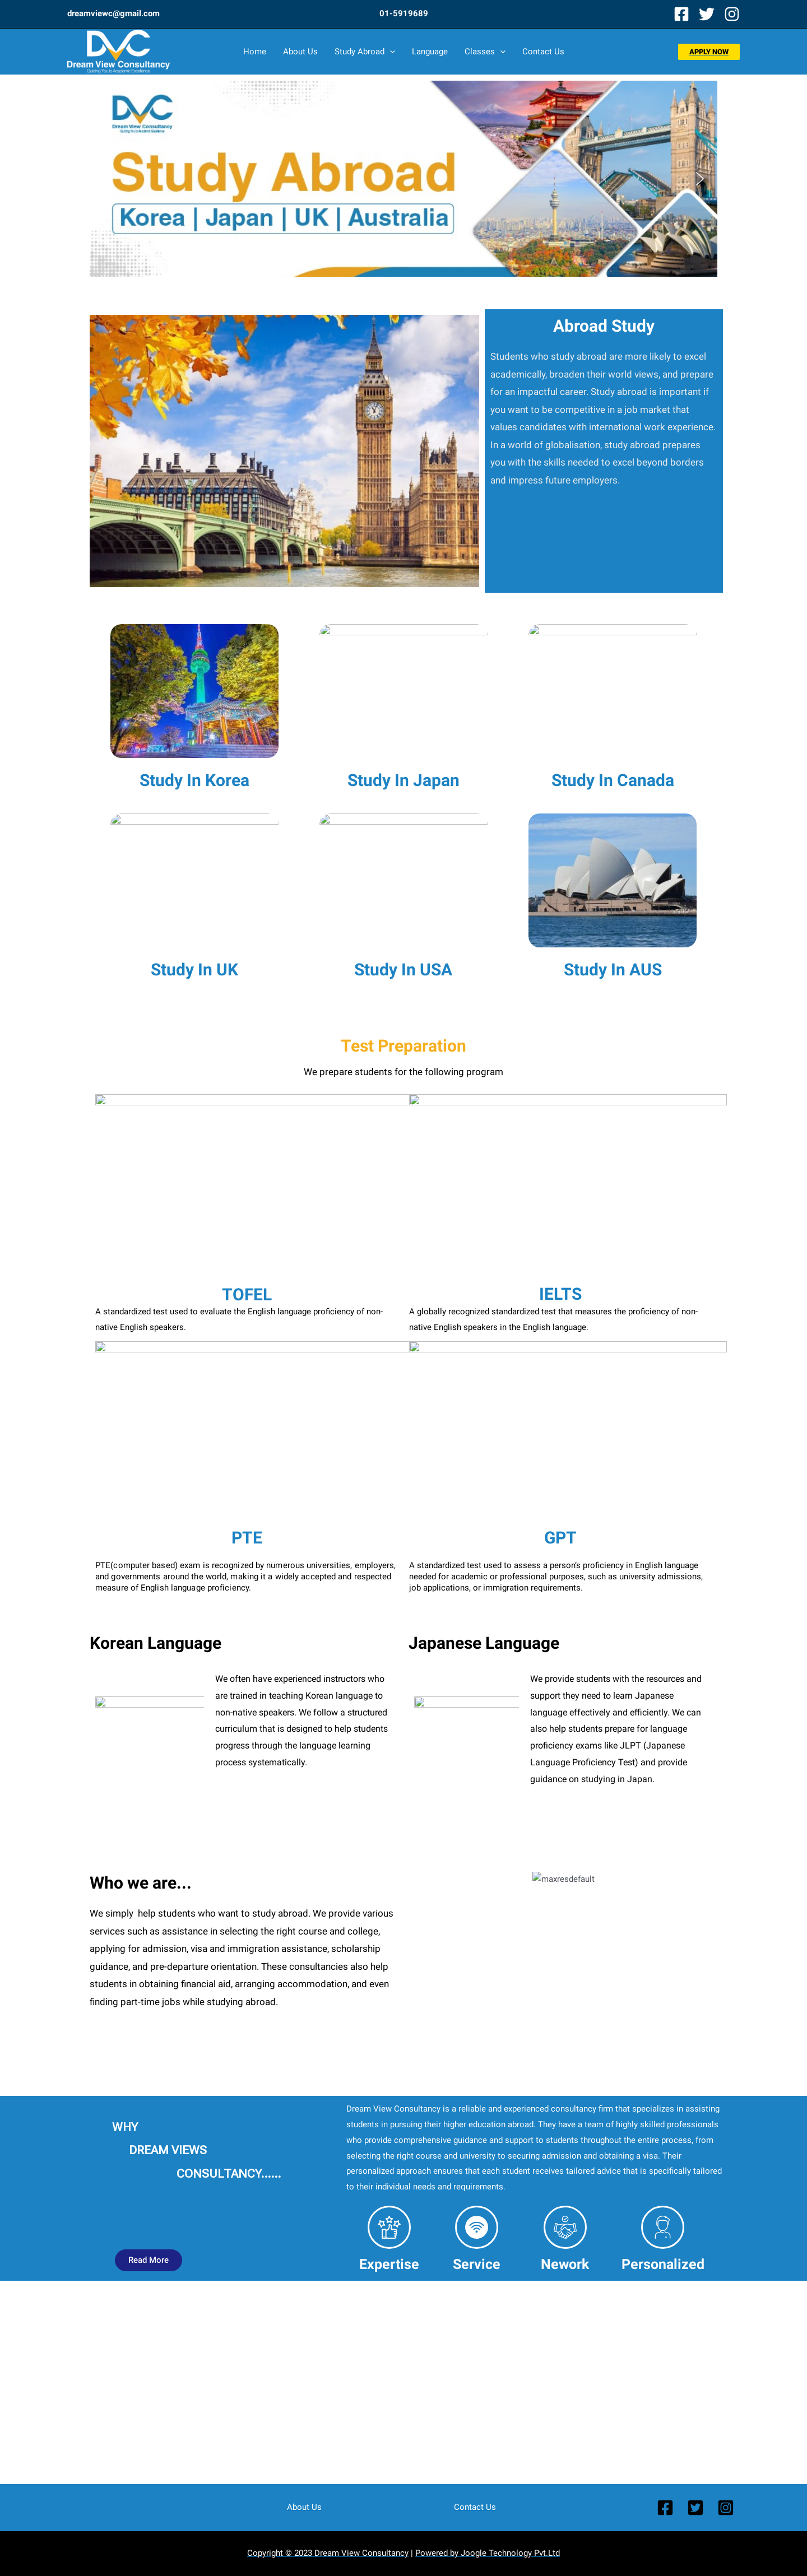 dreamviewc@gmail.com
01-5919689
DVC
Dream View Consultancy
Guiding You to Academic Excellence
Home
About Us
Study Abroad
Language
Classes
Contact Us
APPLY NOW
DVC
Dream View Consultancy
Study Abroad
Korea | Japan | UK | Australia
Abroad Study
Students who study abroad are more likely to excel
academically, broaden their world views, and prepare
for an impactful career. Study abroad is important if
you want to be competitive in a job market that
values candidates with international work experience.
In a world of globalisation, study abroad prepares
you with the skills needed to excel beyond borders
and impress future employers.
Study In Korea
Study In Japan
Study In Canada
Study In UK
Study In USA
Study In AUS
Test Preparation
We prepare students for the following program
TOFEL
A standardized test used to evaluate the English language proficiency of non-
native English speakers.
IELTS
A globally recognized standardized test that measures the proficiency of non-
native English speakers in the English language.
PTE
PTE(computer based) exam is recognized by numerous universities, employers,
and governments around the world, making it a widely accepted and respected
measure of English language proficiency.
GPT
A standardized test used to assess a person's proficiency in English language
needed for academic or professional purposes, such as university admissions,
job applications, or immigration requirements.
Korean Language
We often have experienced instructors who
are trained in teaching Korean language to
non-native speakers. We follow a structured
curriculum that is designed to help students
progress through the language learning
process systematically.
Japanese Language
We provide students with the resources and
support they need to learn Japanese
language effectively and efficiently. We can
also help students prepare for language
proficiency exams like JLPT (Japanese
Language Proficiency Test) and provide
guidance on studying in Japan.
Who we are...
We simply help students who want to study abroad. We provide various
services such as assistance in selecting the right course and college,
applying for admission, visa and immigration assistance, scholarship
guidance, and pre-departure orientation. These consultancies also help
students in obtaining financial aid, arranging accommodation, and even
finding part-time jobs while studying abroad.
maxresdefault
WHY
DREAM VIEWS
CONSULTANCY......
Read More
Dream View Consultancy is a reliable and experienced consultancy firm that specializes in assisting
students in pursuing their higher education abroad. They have a team of highly skilled professionals
who provide comprehensive guidance and support to students throughout the entire process, from
selecting the right course and university to securing admission and obtaining a visa. Their
personalized approach ensures that each student receives tailored advice that is specifically tailored
to their individual needs and requirements.
Expertise
Service
Nework
Personalized
About Us
Contact Us
Copyright © 2023 Dream View Consultancy | Powered by Joogle Technology Pvt.Ltd